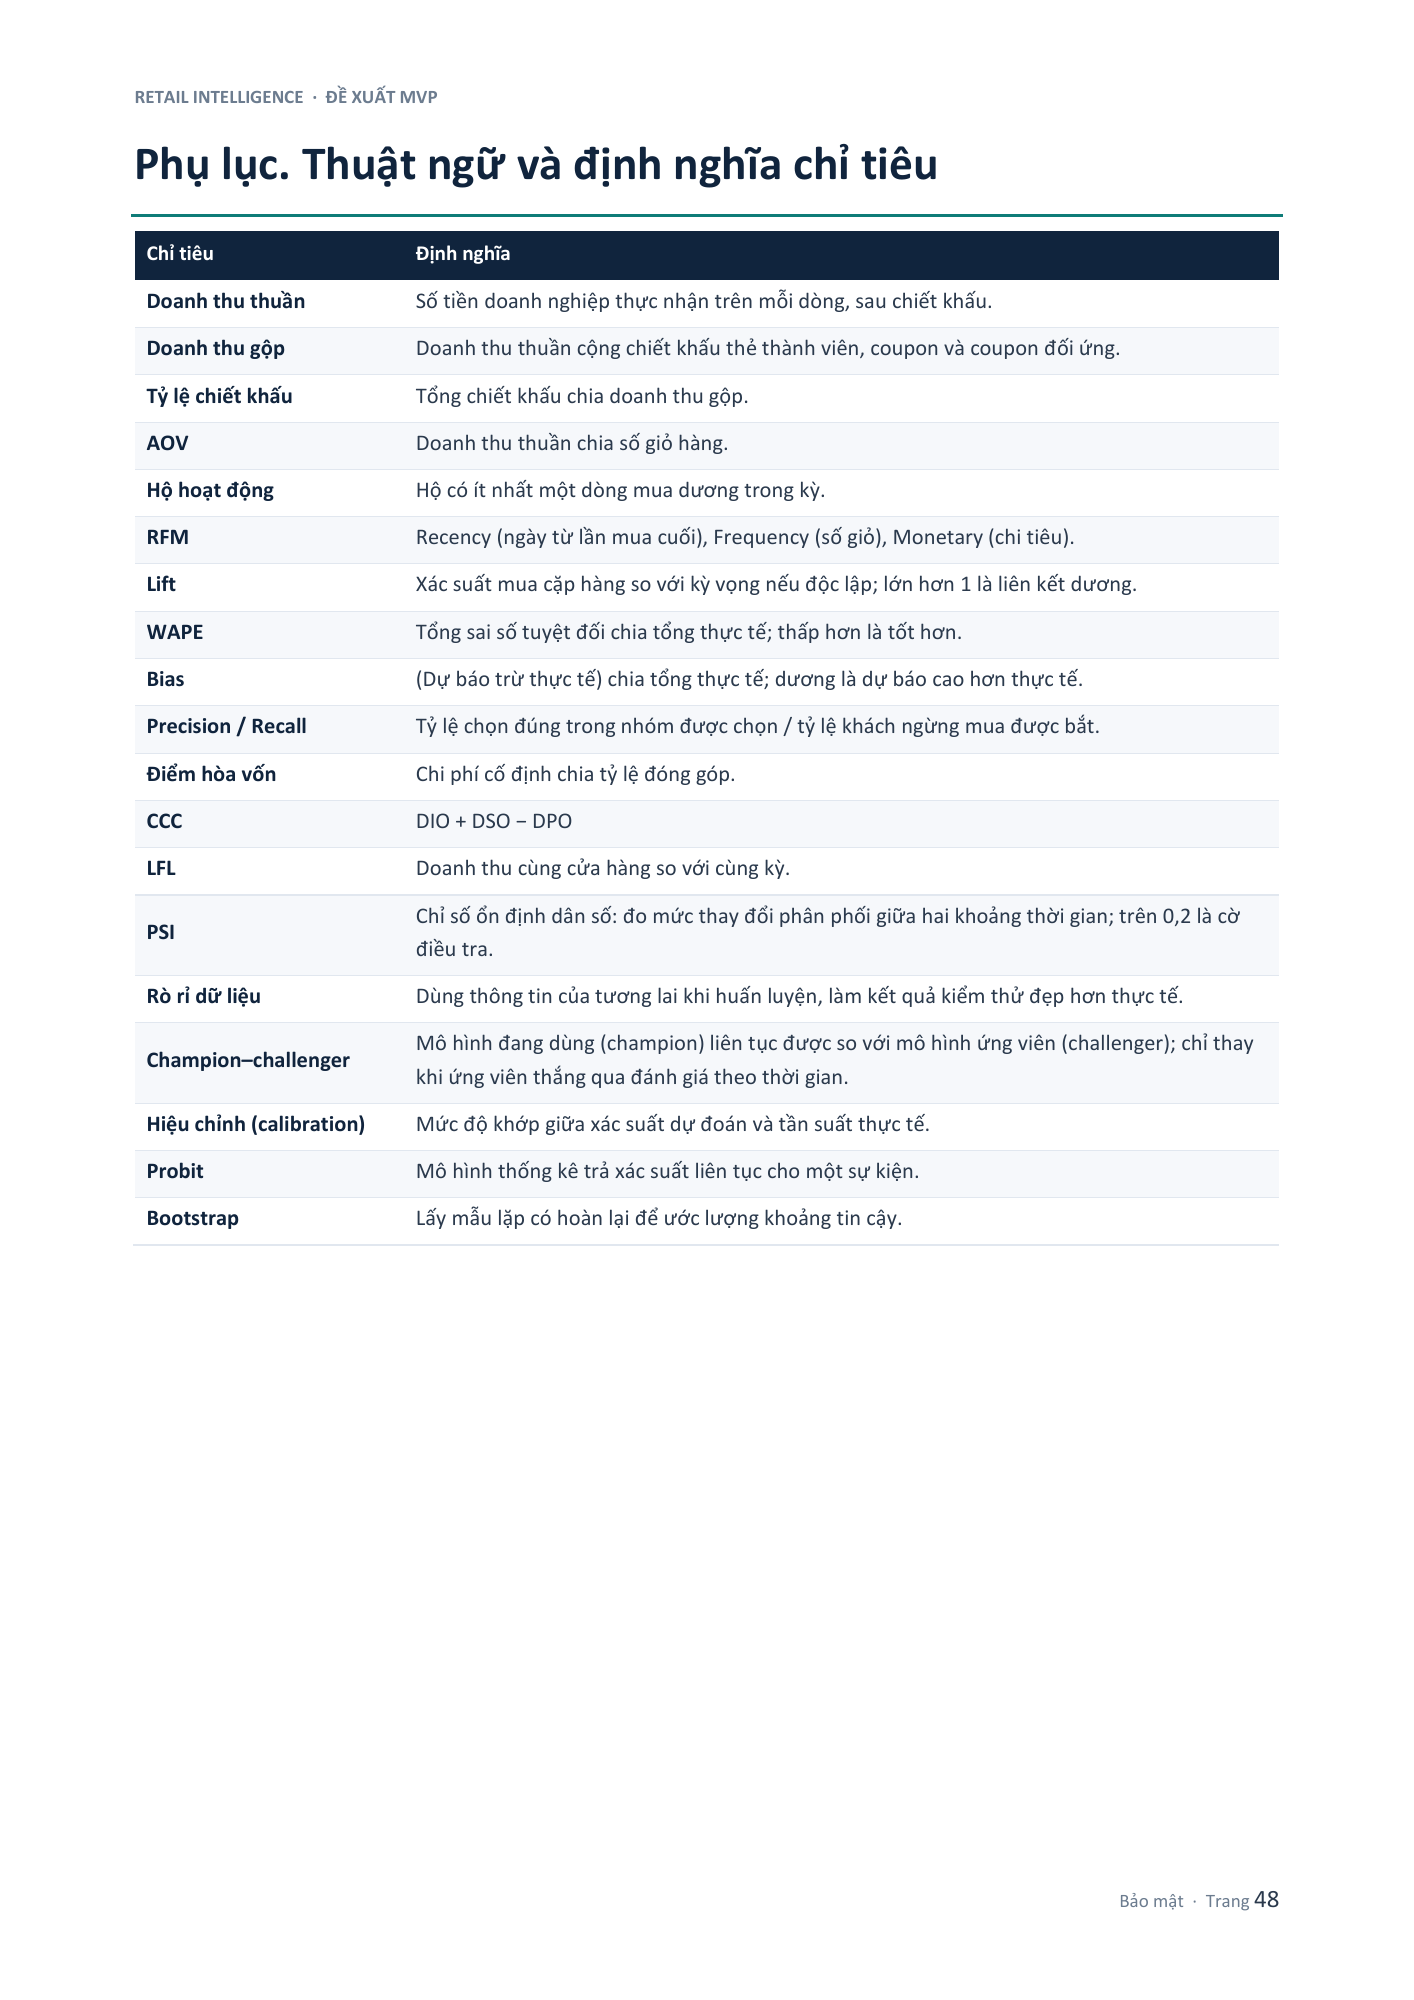 RETAIL INTELLIGENCE · ĐỀ XUẤT MVP
Phụ lục. Thuật ngữ và định nghĩa chỉ tiêu
Chỉ tiêu Định nghĩa
Doanh thu thuần Số tiền doanh nghiệp thực nhận trên mỗi dòng, sau chiết khấu.
Doanh thu gộp Doanh thu thuần cộng chiết khấu thẻ thành viên, coupon và coupon đối ứng.
Tỷ lệ chiết khấu Tổng chiết khấu chia doanh thu gộp.
AOV Doanh thu thuần chia số giỏ hàng.
Hộ hoạt động Hộ có ít nhất một dòng mua dương trong kỳ.
RFM Recency (ngày từ lần mua cuối), Frequency (số giỏ), Monetary (chi tiêu).
Lift Xác suất mua cặp hàng so với kỳ vọng nếu độc lập; lớn hơn 1 là liên kết dương.
WAPE Tổng sai số tuyệt đối chia tổng thực tế; thấp hơn là tốt hơn.
Bias (Dự báo trừ thực tế) chia tổng thực tế; dương là dự báo cao hơn thực tế.
Precision / Recall Tỷ lệ chọn đúng trong nhóm được chọn / tỷ lệ khách ngừng mua được bắt.
Điểm hòa vốn Chi phí cố định chia tỷ lệ đóng góp.
CCC DIO + DSO − DPO
LFL Doanh thu cùng cửa hàng so với cùng kỳ.
PSI Chỉ số ổn định dân số: đo mức thay đổi phân phối giữa hai khoảng thời gian; trên 0,2 là cờ
điều tra.
Rò rỉ dữ liệu Dùng thông tin của tương lai khi huấn luyện, làm kết quả kiểm thử đẹp hơn thực tế.
Champion–challenger Mô hình đang dùng (champion) liên tục được so với mô hình ứng viên (challenger); chỉ thay
khi ứng viên thắng qua đánh giá theo thời gian.
Hiệu chỉnh (calibration) Mức độ khớp giữa xác suất dự đoán và tần suất thực tế.
Probit Mô hình thống kê trả xác suất liên tục cho một sự kiện.
Bootstrap Lấy mẫu lặp có hoàn lại để ước lượng khoảng tin cậy.
Bảo mật · Trang 48